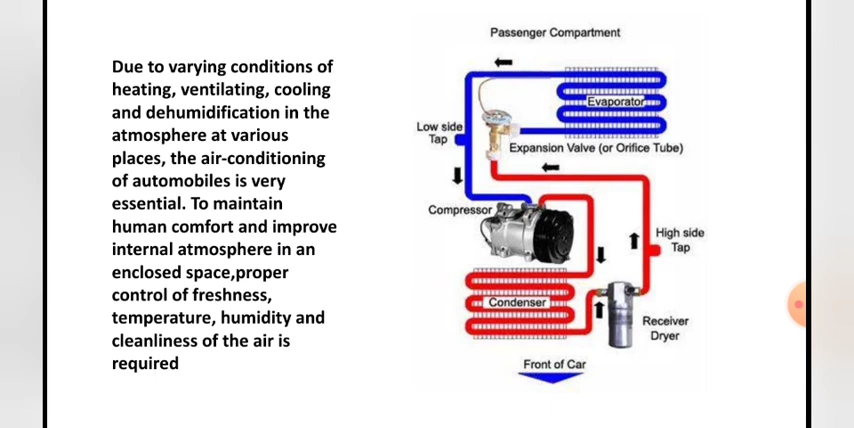 Due to varying conditions of
heating, ventilating, cooling
and dehumidification in the
atmosphere at various
places, the air-conditioning
of automobiles is very
essential. To maintain
human comfort and improve
internal atmosphere in an
enclosed space,proper
control of freshness,
temperature, humidity and
cleanliness of the air is
required
Passenger Compartment
Evaporator
Low side
Tap
Expansion Valve (or Orifice Tube)
Compressor
High side
Tap
Condenser
Receiver
Dryer
Front of Car